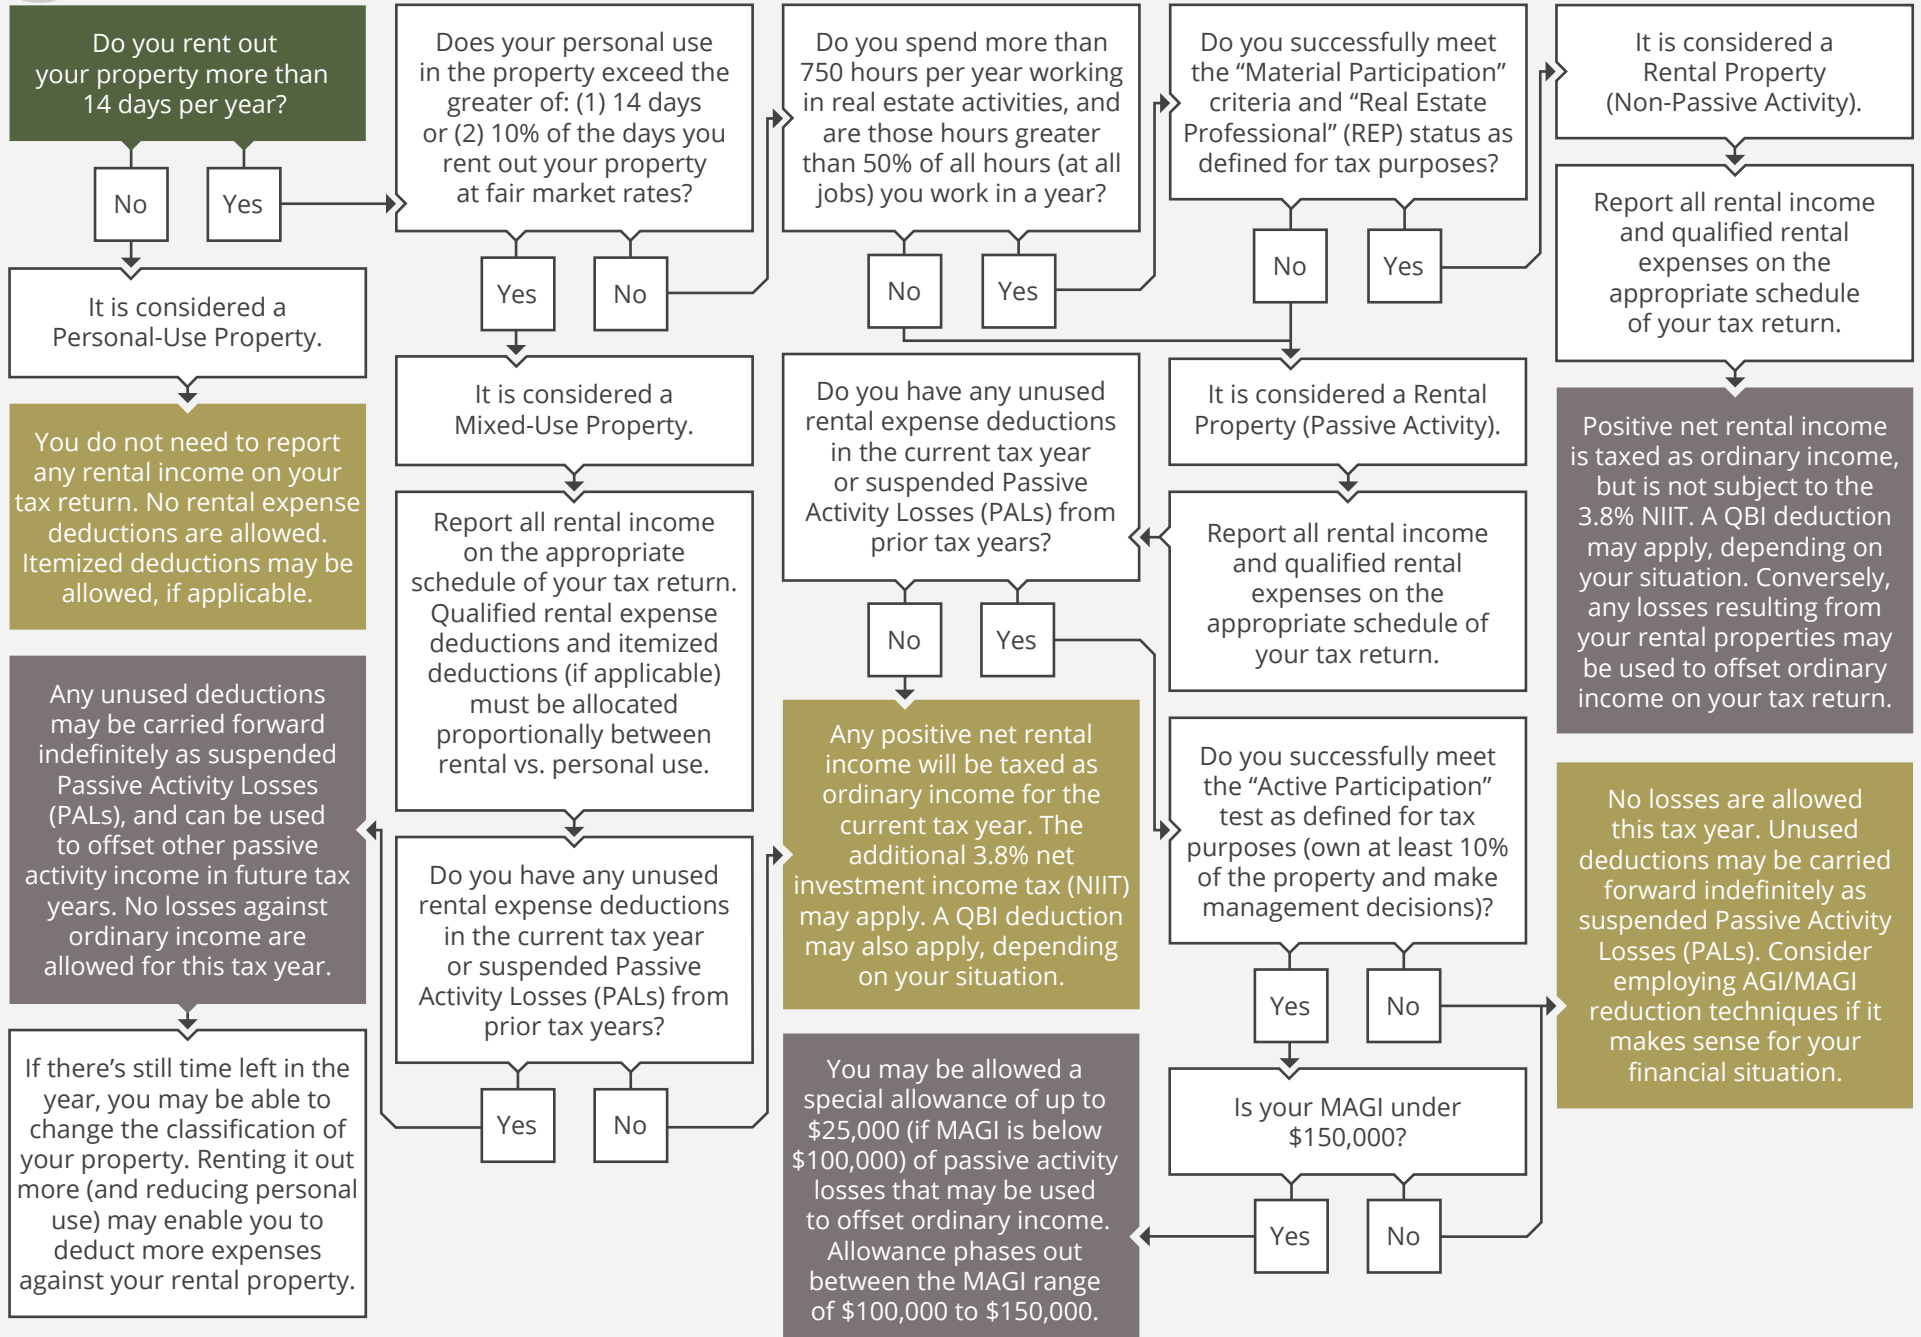 Do you rent out
your property more than
14 days per year?
No
Yes
It is considered a
Personal-Use Property.
You do not need to report
any rental income on your
tax return. No rental expense
deductions are allowed.
Itemized deductions may be
allowed, if applicable.
Any unused deductions
may be carried forward
indefinitely as suspended
Passive Activity Losses
(PALs), and can be used
to offset other passive
activity income in future tax
years. No losses against
ordinary income are
allowed for this tax year.
If there’s still time left in the
year, you may be able to
change the classification of
your property. Renting it out
more (and reducing personal
use) may enable you to
deduct more expenses
against your rental property.
Does your personal use
in the property exceed the
greater of: (1) 14 days
or (2) 10% of the days you
rent out your property
at fair market rates?
Yes
No
It is considered a
Mixed-Use Property.
Report all rental income
on the appropriate
schedule of your tax return.
Qualified rental expense
deductions and itemized
deductions (if applicable)
must be allocated
proportionally between
rental vs. personal use.
Do you have any unused
rental expense deductions
in the current tax year
or suspended Passive
Activity Losses (PALs) from
prior tax years?
Yes
No
Do you spend more than
750 hours per year working
in real estate activities, and
are those hours greater
than 50% of all hours (at all
jobs) you work in a year?
No
Yes
Do you have any unused
rental expense deductions
in the current tax year
or suspended Passive
Activity Losses (PALs) from
prior tax years?
No
Yes
Any positive net rental
income will be taxed as
ordinary income for the
current tax year. The
additional 3.8% net
investment income tax (NIIT)
may apply. A QBI deduction
may also apply, depending
on your situation.
You may be allowed a
special allowance of up to
$25,000 (if MAGI is below
$100,000) of passive activity
losses that may be used
to offset ordinary income.
Allowance phases out
between the MAGI range
of $100,000 to $150,000.
Do you successfully meet
the “Material Participation”
criteria and “Real Estate
Professional” (REP) status as
defined for tax purposes?
No
Yes
It is considered a Rental
Property (Passive Activity).
Report all rental income
and qualified rental
expenses on the
appropriate schedule of
your tax return.
Do you successfully meet
the “Active Participation”
test as defined for tax
purposes (own at least 10%
of the property and make
management decisions)?
Yes
No
Is your MAGI under
$150,000?
Yes
No
It is considered a
Rental Property
(Non-Passive Activity).
Report all rental income
and qualified rental
expenses on the
appropriate schedule
of your tax return.
Positive net rental income
is taxed as ordinary income,
but is not subject to the
3.8% NIIT. A QBI deduction
may apply, depending on
your situation. Conversely,
any losses resulting from
your rental properties may
be used to offset ordinary
income on your tax return.
No losses are allowed
this tax year. Unused
deductions may be carried
forward indefinitely as
suspended Passive Activity
Losses (PALs). Consider
employing AGI/MAGI
reduction techniques if it
makes sense for your
financial situation.